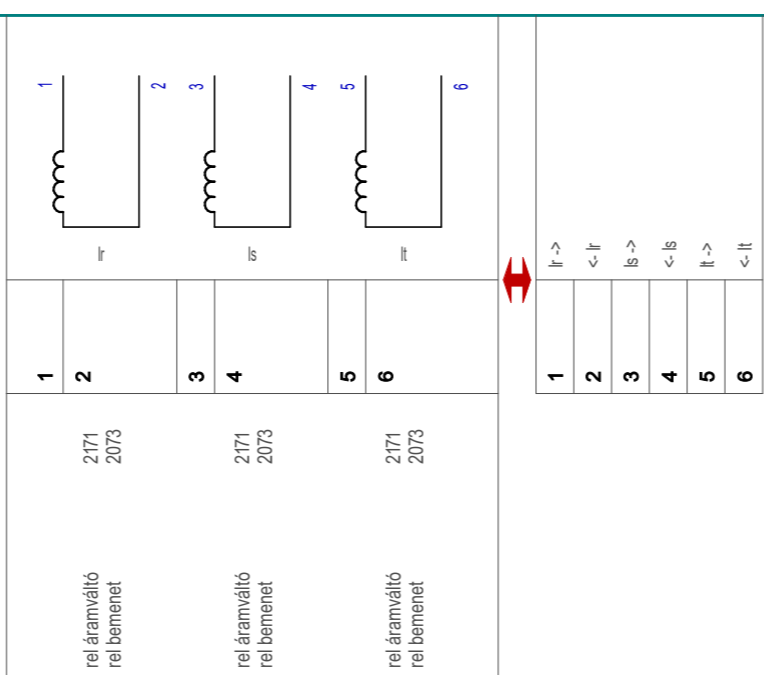 1
2
3
4
5
6
Ir
Is
It
1
2
3
4
5
6
2171
2073
2171
2073
2171
2073
rel áramváltó
rel bemenet
rel áramváltó
rel bemenet
rel áramváltó
rel bemenet
Ir ->
<- Ir
Is ->
<- Is
It ->
<- It
1
2
3
4
5
6